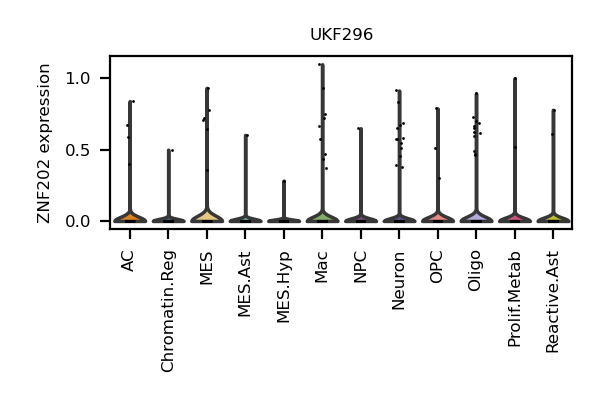 UKF296
ZNF202 expression
1.0
0.5
0.0
AC
Chromatin.Reg
MES
MES.Ast
MES.Hyp
Mac
NPC
Neuron
OPC
Oligo
Prolif.Metab
Reactive.Ast